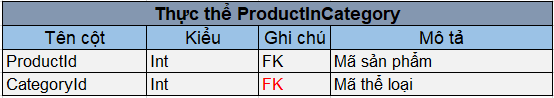 Thực thể ProductInCategory
Tên cột Kiểu Ghi chú Mô tả
ProductId Int FK Mã sản phẩm
CategoryId Int FK Mã thể loại